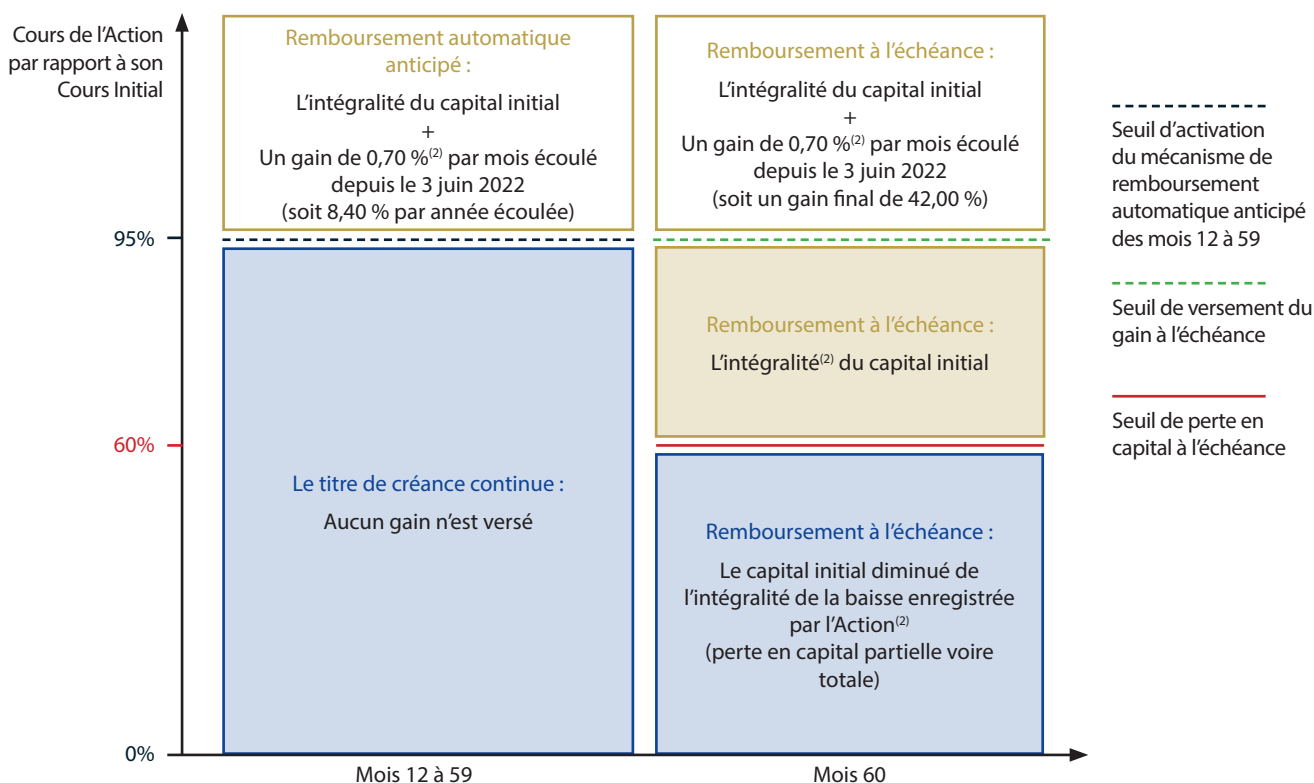 Cours de l'Action
par rapport à son
Cours Initial
Remboursement automatique
anticipé :
L'intégralité du capital initial
+
Un gain de 0,70 %(2) par mois écoulé
depuis le 3 juin 2022
(soit 8,40 % par année écoulée)
Remboursement à l'échéance :
L'intégralité du capital initial
+
Un gain de 0,70 %(2) par mois écoulé
depuis le 3 juin 2022
(soit un gain final de 42,00 %)
95%
Le titre de créance continue :
Aucun gain n'est versé
Remboursement à l'échéance :
L'intégralité(2) du capital initial
60%
Remboursement à l'échéance :
Le capital initial diminué de
l'intégralité de la baisse enregistrée
par l'Action(2)
(perte en capital partielle voire
totale)
0%
Mois 12 à 59
Mois 60
Seuil d'activation
du mécanisme de
remboursement
automatique anticipé
des mois 12 à 59
Seuil de versement du
gain à l'échéance
Seuil de perte en
capital à l'échéance